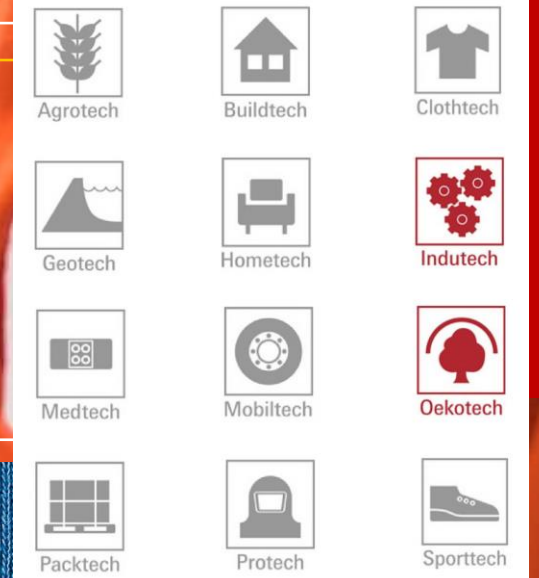 Agrotech Buildtech Clothtech
Geotech Hometech Indutech
Medtech Mobiltech Oekotech
Packtech Protech Sporttech